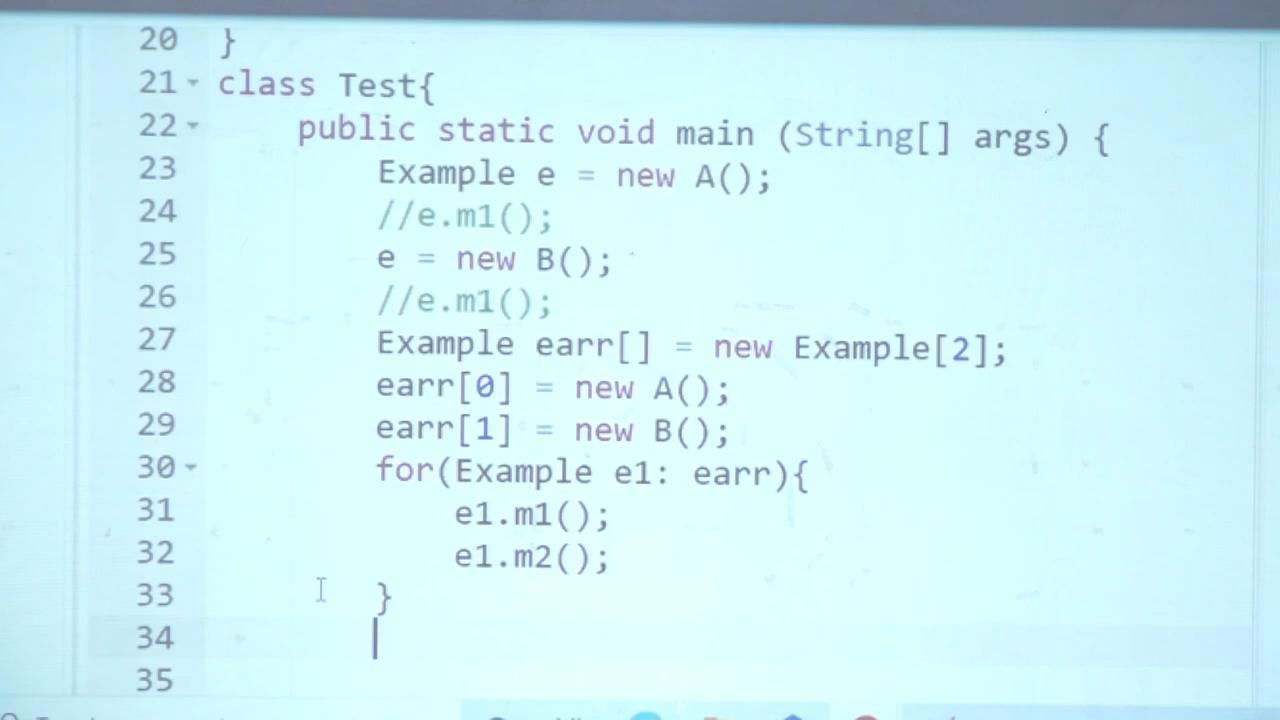 20 }
21 class Test{
22 public static void main (String[] args) {
23 Example e = new A();
24 //e.m1();
25 e = new B();
26 //e.m1();
27 Example earr[] = new Example[2];
28 earr[0] = new A();
29 earr[1] = new B();
30 for(Example e1: earr){
31 e1.m1();
32 e1.m2();
33 }
34
35